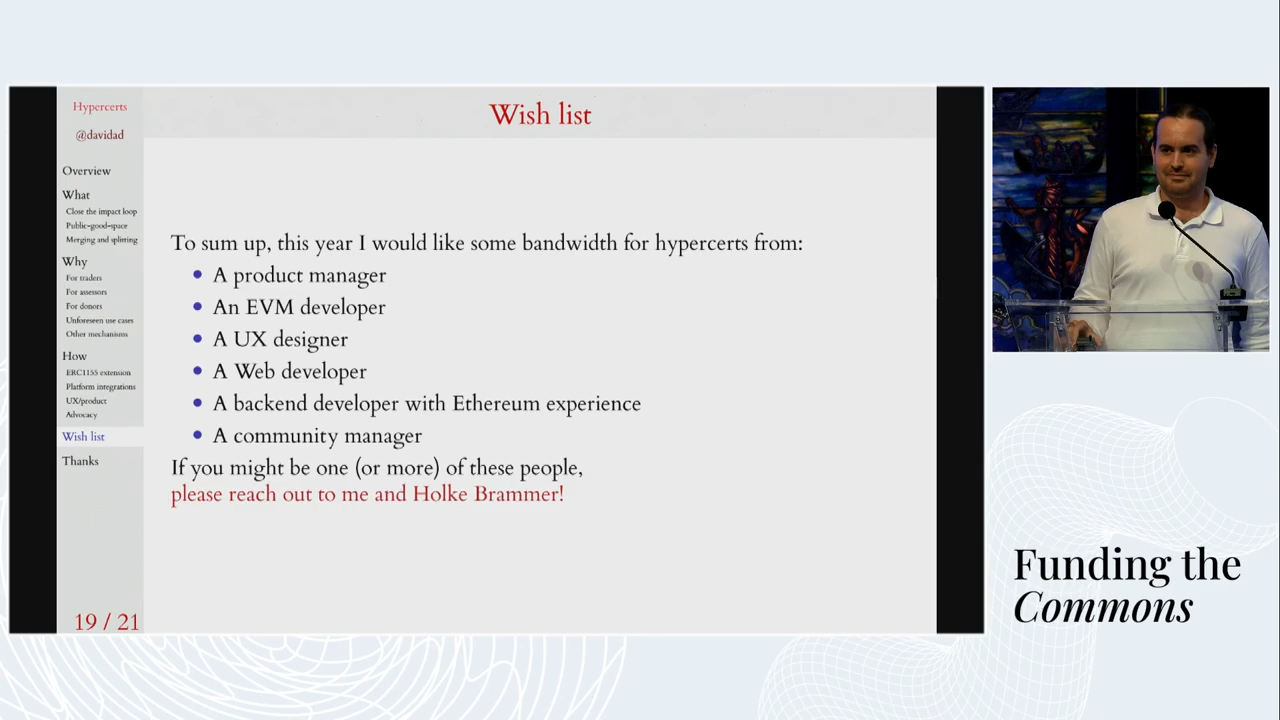 Hypercerts
@davidad
Overview
What
Close the impact loop
Public-good-space
Merging and splitting
Why
For traders
For assessors
For donors
Unforeseen use cases
Other mechanisms
How
ERC1155 extension
Platform integrations
UX/product
Advocacy
Wish list
Thanks
19 / 21
Wish list
To sum up, this year I would like some bandwidth for hypercerts from:
• A product manager
• An EVM developer
• A UX designer
• A Web developer
• A backend developer with Ethereum experience
• A community manager
If you might be one (or more) of these people,
please reach out to me and Holke Brammer!
Funding the
Commons